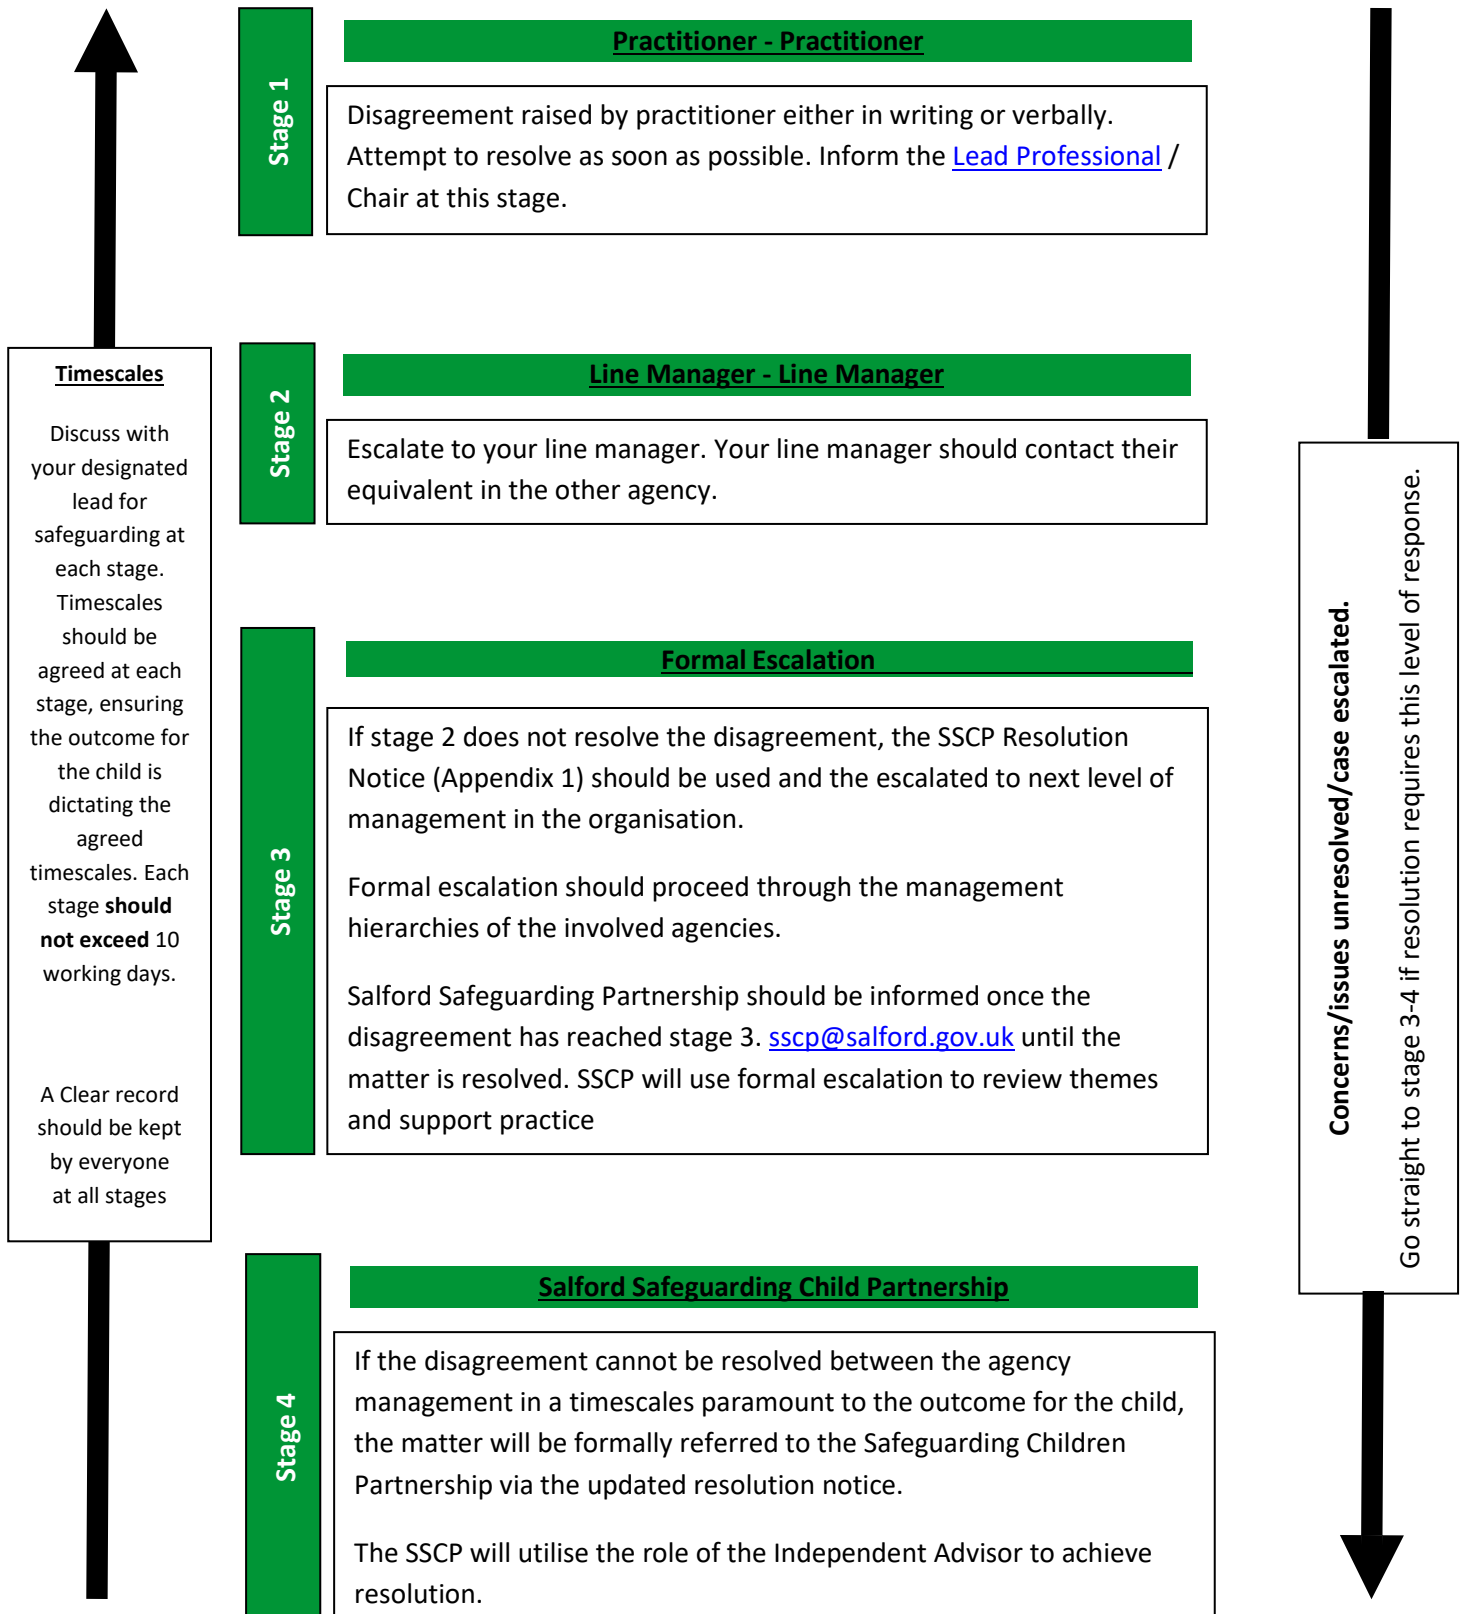 Stage 1
Practitioner - Practitioner
Disagreement raised by practitioner either in writing or verbally.
Attempt to resolve as soon as possible. Inform the Lead Professional /
Chair at this stage.
Timescales
Discuss with
your designated
lead for
safeguarding at
each stage.
Timescales
should be
agreed at each
stage, ensuring
the outcome for
the child is
dictating the
agreed
timescales. Each
stage should
not exceed 10
working days.
A Clear record
should be kept
by everyone
at all stages
Stage 2
Line Manager - Line Manager
Escalate to your line manager. Your line manager should contact their
equivalent in the other agency.
Stage 3
Formal Escalation
If stage 2 does not resolve the disagreement, the SSCP Resolution
Notice (Appendix 1) should be used and the escalated to next level of
management in the organisation.
Formal escalation should proceed through the management
hierarchies of the involved agencies.
Salford Safeguarding Partnership should be informed once the
disagreement has reached stage 3. sscp@salford.gov.uk until the
matter is resolved. SSCP will use formal escalation to review themes
and support practice
Concerns/issues unresolved/case escalated.
Go straight to stage 3-4 if resolution requires this level of response.
Stage 4
Salford Safeguarding Child Partnership
If the disagreement cannot be resolved between the agency
management in a timescales paramount to the outcome for the child,
the matter will be formally referred to the Safeguarding Children
Partnership via the updated resolution notice.
The SSCP will utilise the role of the Independent Advisor to achieve
resolution.